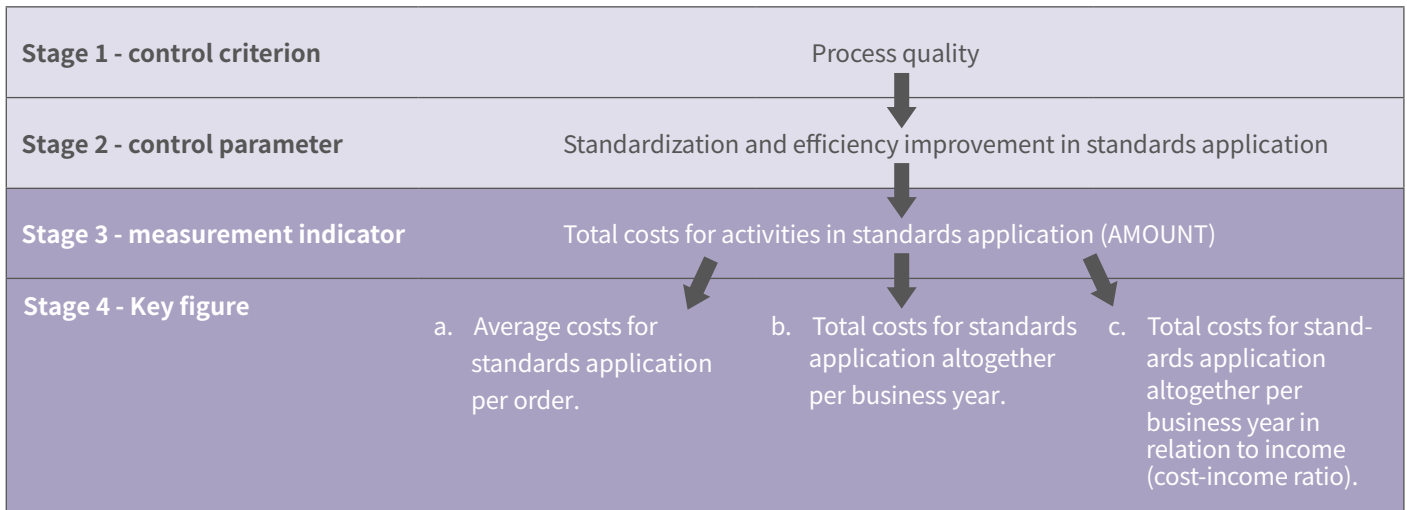 Stage 1 - control criterion
Process quality
Stage 2 - control parameter
Standardization and efficiency improvement in standards application
Stage 3 - measurement indicator
Total costs for activities in standards application (AMOUNT)
Stage 4 - Key figure
a. Average costs for
standards application
per order.
b. Total costs for standards
application altogether
per business year.
c. Total costs for stand-
ards application
altogether per
business year in
relation to income
(cost-income ratio).